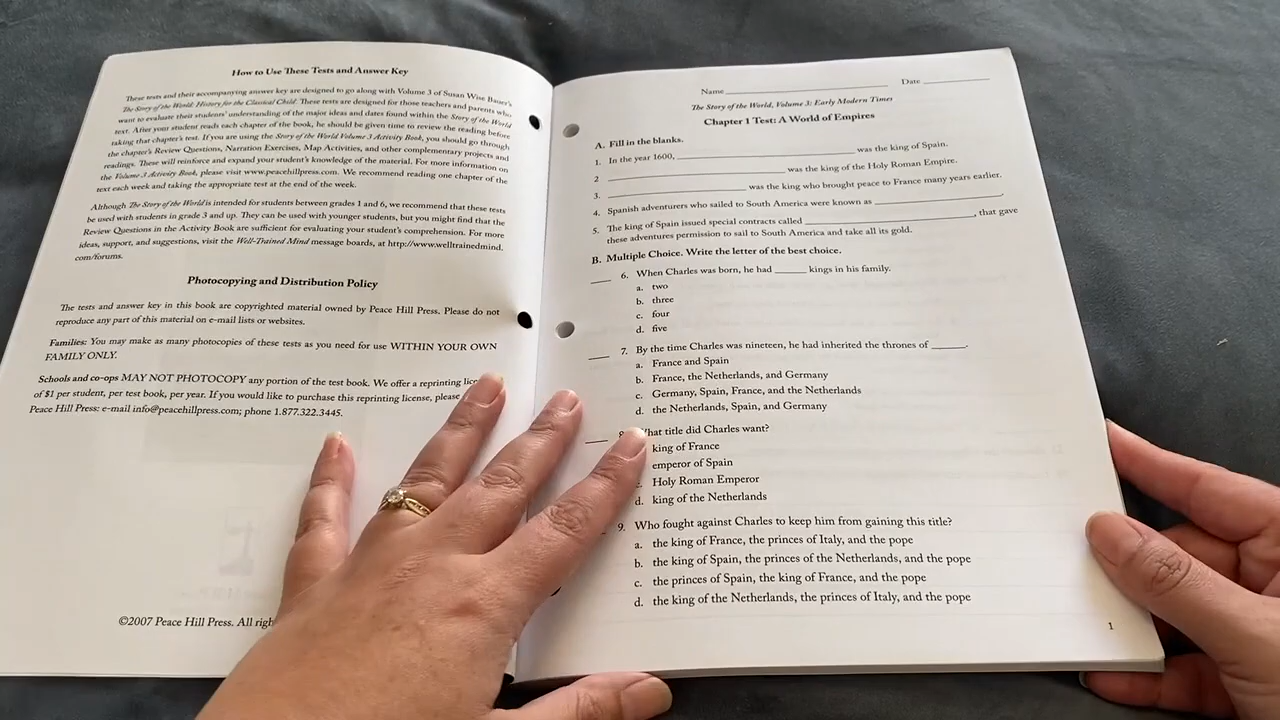 How to Use These Tests and Answer Key
These tests and their accompanying answer key are designed to go along with Volume 3 of Susan Wise Bauer's
The Story of the World: History for the Classical Child. These tests are designed for those teachers and parents who
want to evaluate their students' understanding of the major ideas and dates found within the Story of the World
text. After your student reads each chapter of the book, he should be given time to review the reading before
taking that chapter's test. If you are using the Story of the World Volume 3 Activity Book, you should go through
the chapter's Review Questions, Narration Exercises, Map Activities, and other complementary projects and
readings. These will reinforce and expand your student's knowledge of the material. For more information on
the Volume 3 Activity Book, please visit www.peacehillpress.com. We recommend reading one chapter of the
text each week and taking the appropriate test at the end of the week.
Although The Story of the World is intended for students between grades 1 and 6, we recommend that these tests
be used with students in grade 3 and up. They can be used with younger students, but you might find that the
Review Questions in the Activity Book are sufficient for evaluating your student's comprehension. For more
ideas, support, and suggestions, visit the Well-Trained Mind message boards, at http://www.welltrainedmind.
com/forums.
Photocopying and Distribution Policy
The tests and answer key in this book are copyrighted material owned by Peace Hill Press. Please do not
reproduce any part of this material on e-mail lists or websites.
Families: You may make as many photocopies of these tests as you need for use WITHIN YOUR OWN
FAMILY ONLY.
Schools and co-ops MAY NOT PHOTOCOPY any portion of the test book. We offer a reprinting
of $1 per student, per test book, per year. If you would like to purchase this reprinting license, please
Peace Hill Press: e-mail info@peacehillpress.com; phone 1.877.322.3445.
©2007 Peace Hill Press. All
Name ____________ Date ____________
The Story of the World, Volume 3: Early Modern Times
Chapter 1 Test: A World of Empires
A. Fill in the blanks.
1. In the year 1600, ____________ was the king of Spain.
2 ____________ was the king of the Holy Roman Empire.
3. ____________ was the king who brought peace to France many years earlier.
4. Spanish adventurers who sailed to South America were known as ____________.
5. The king of Spain issued special contracts called ____________, that gave
these adventures permission to sail to South America and take all its gold.
B. Multiple Choice. Write the letter of the best choice.
____ 6. When Charles was born, he had ______ kings in his family.
a. two
b. three
c. four
d. five
____ 7. By the time Charles was nineteen, he had inherited the thrones of ______.
a. France and Spain
b. France, the Netherlands, and Germany
c. Germany, Spain, France, and the Netherlands
d. the Netherlands, Spain, and Germany
____ What title did Charles want?
king of France
emperor of Spain
Holy Roman Emperor
d. king of the Netherlands
9. Who fought against Charles to keep him from gaining this title?
a. the king of France, the princes of Italy, and the pope
b. the king of Spain, the princes of the Netherlands, and the pope
c. the princes of Spain, the king of France, and the pope
d. the king of the Netherlands, the princes of Italy, and the pope
1